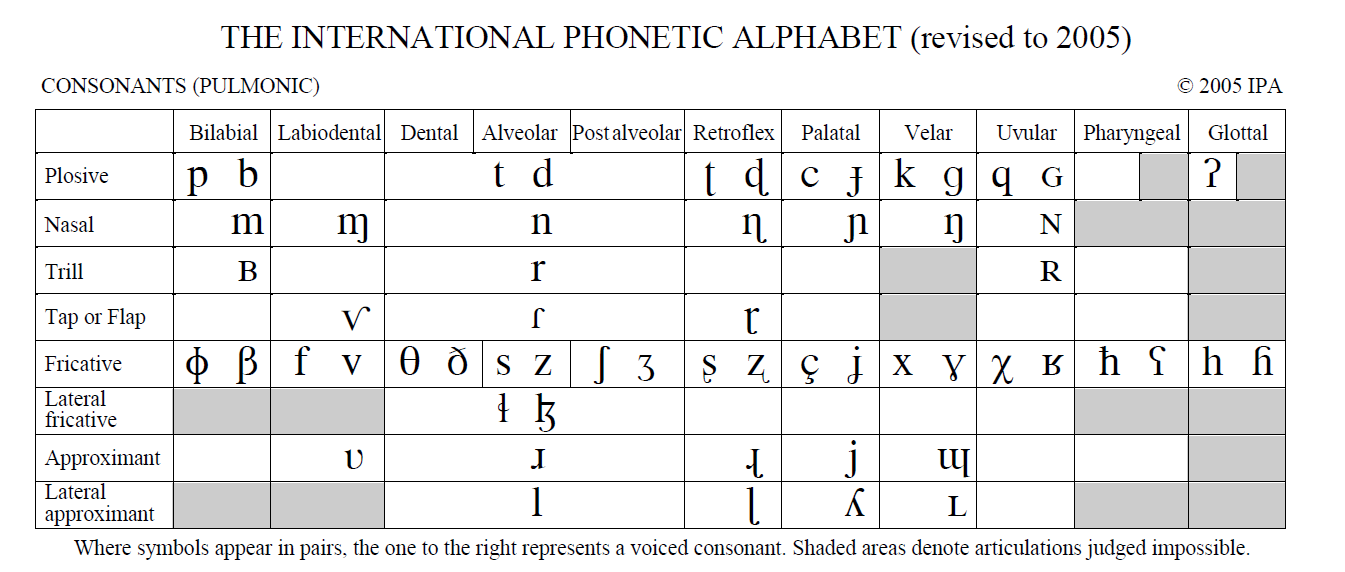 THE INTERNATIONAL PHONETIC ALPHABET (revised to 2005)
CONSONANTS (PULMONIC) © 2005 IPA
Bilabial Labiodental Dental Alveolar Post alveolar Retroflex Palatal Velar Uvular Pharyngeal Glottal
Plosive p b t d ʈ ɖ c ɟ k ɡ q ɢ ʔ
Nasal m ɱ n ɳ ɲ ŋ ɴ
Trill ʙ r ʀ
Tap or Flap ⱱ ɾ ɽ
Fricative ɸ β f v θ ð s z ʃ ʒ ʂ ʐ ç ʝ x ɣ χ ʁ ħ ʕ h ɦ
Lateral
fricative ɬ ɮ
Approximant ʋ ɹ ɻ j ɰ
Lateral
approximant l ɭ ʎ ʟ
Where symbols appear in pairs, the one to the right represents a voiced consonant. Shaded areas denote articulations judged impossible.